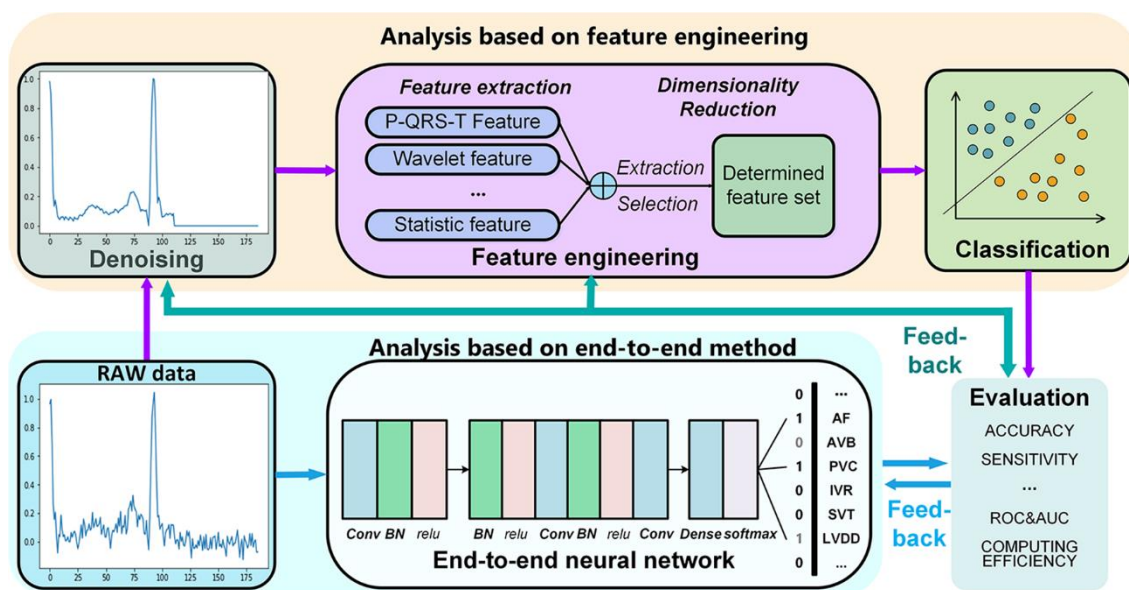 Analysis based on feature engineering
1.0
0.8
0.6
0.4
0.2
0.0
0 25 50 75 100 125 150 175
Denoising
Feature extraction
P-QRS-T Feature
Wavelet feature
...
Statistic feature
Dimensionality
Reduction
Extraction
Selection
Determined
feature set
Feature engineering
Classification
Analysis based on end-to-end method
RAW data
1.0
0.8
0.6
0.4
0.2
0.0
0 25 50 75 100 125 150 175
Conv BN relu
BN relu Conv BN relu Conv
Dense softmax
End-to-end neural network
0 ...
1 AF
0 AVB
1 PVC
0 IVR
0 SVT
1 LVDD
0 ...
Feed-
back
Feed-
back
Evaluation
ACCURACY
SENSITIVITY
...
ROC&AUC
COMPUTING
EFFICIENCY